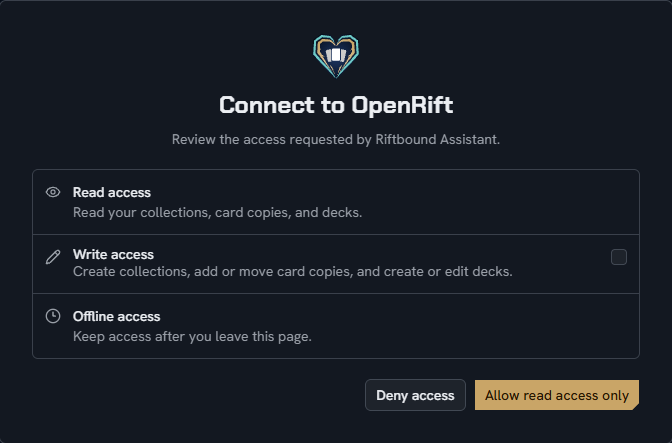 Connect to OpenRift
Review the access requested by Riftbound Assistant.
Read access
Read your collections, card copies, and decks.
Write access
Create collections, add or move card copies, and create or edit decks.
Offline access
Keep access after you leave this page.
Deny access
Allow read access only